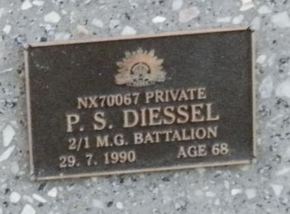 NX70067 PRIVATE
P. S. DIESSEL
2/1 M.G. BATTALION
29. 7. 1990 AGE 68